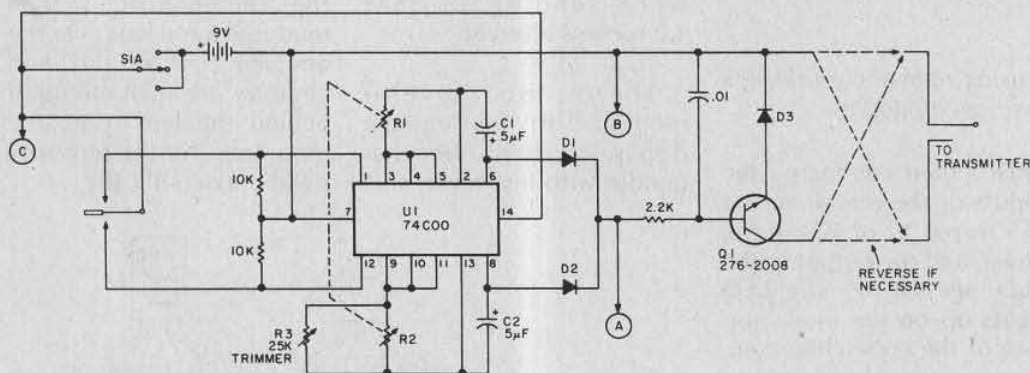 9V
+
S1A
C
10K
10K
R1
C1
+
.5µF
1 3 4 5 2 6
7
U1
74C00
14
12 9 10 11 13 8
R3
25K
TRIMMER
R2
C2
5µF
+
D1
D2
B
A
2.2K
.01
D3
Q1
276-2008
TO
TRANSMITTER
REVERSE IF
NECESSARY